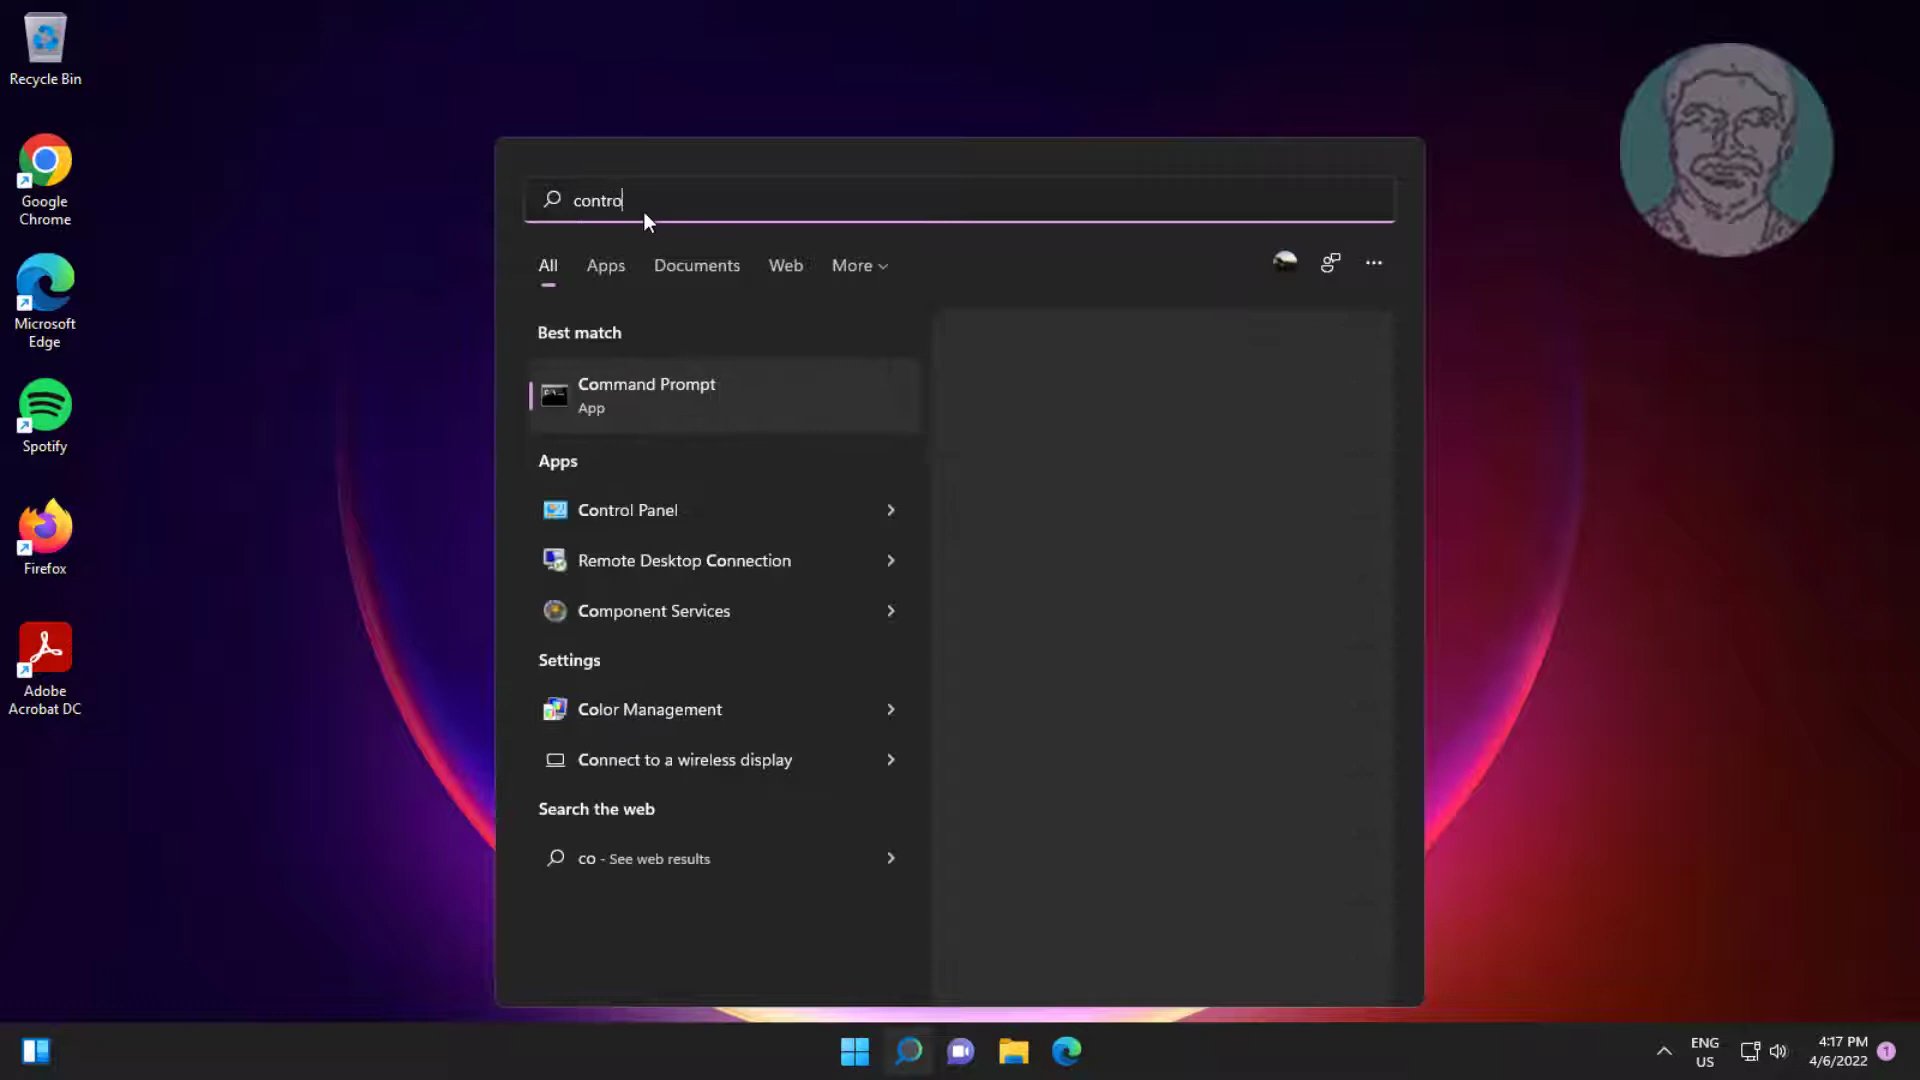 Recycle Bin
Google
Chrome
Microsoft
Edge
Spotify
Firefox
Adobe
Acrobat DC
contro
All Apps Documents Web More
Best match
Command Prompt
App
Apps
Control Panel
Remote Desktop Connection
Component Services
Settings
Color Management
Connect to a wireless display
Search the web
co - See web results
ENG
US
4:17 PM
4/6/2022
1